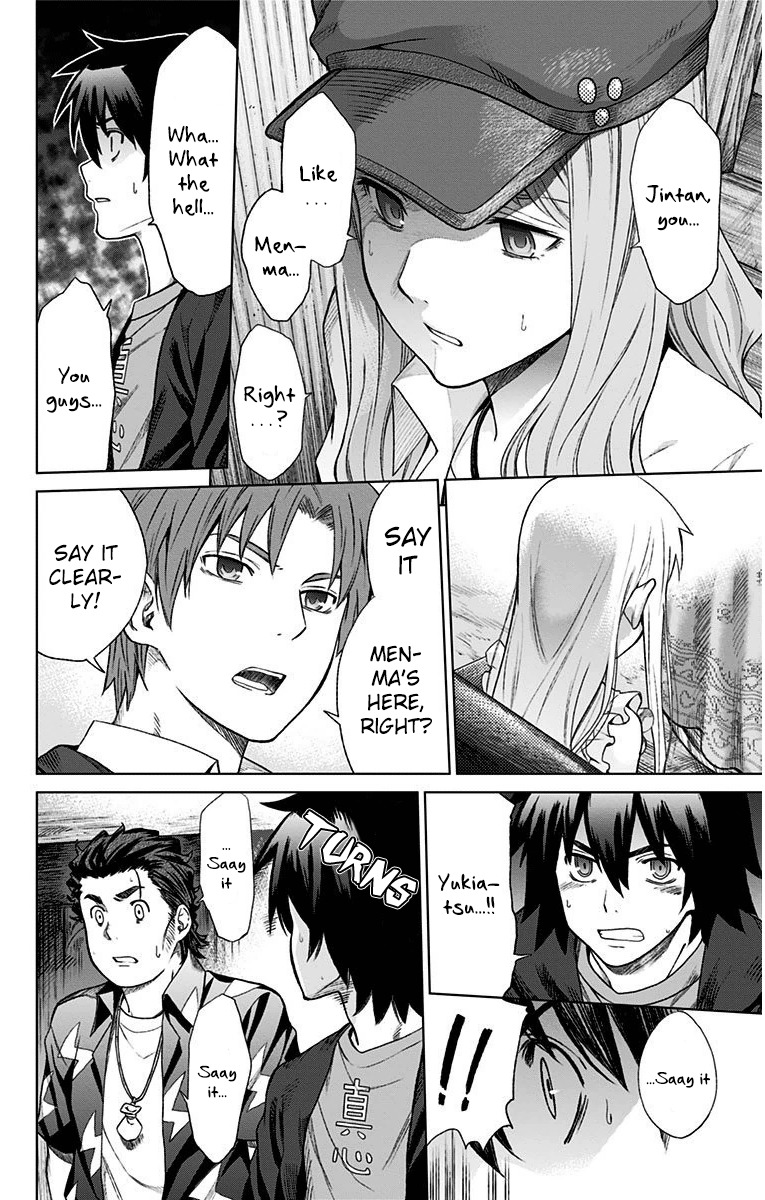 Jintan,
you...
Like
...
Men-
ma...
Right
...?
Wha...
What
the
hell...
You
guys...
SAY
IT
MEN-
MA'S
HERE,
RIGHT?
SAY IT
CLEAR-
LY!
Yukia-
tsu...!!
...Saay it
!!
TURNS
...
Saay
it
Saay
it...
真
心